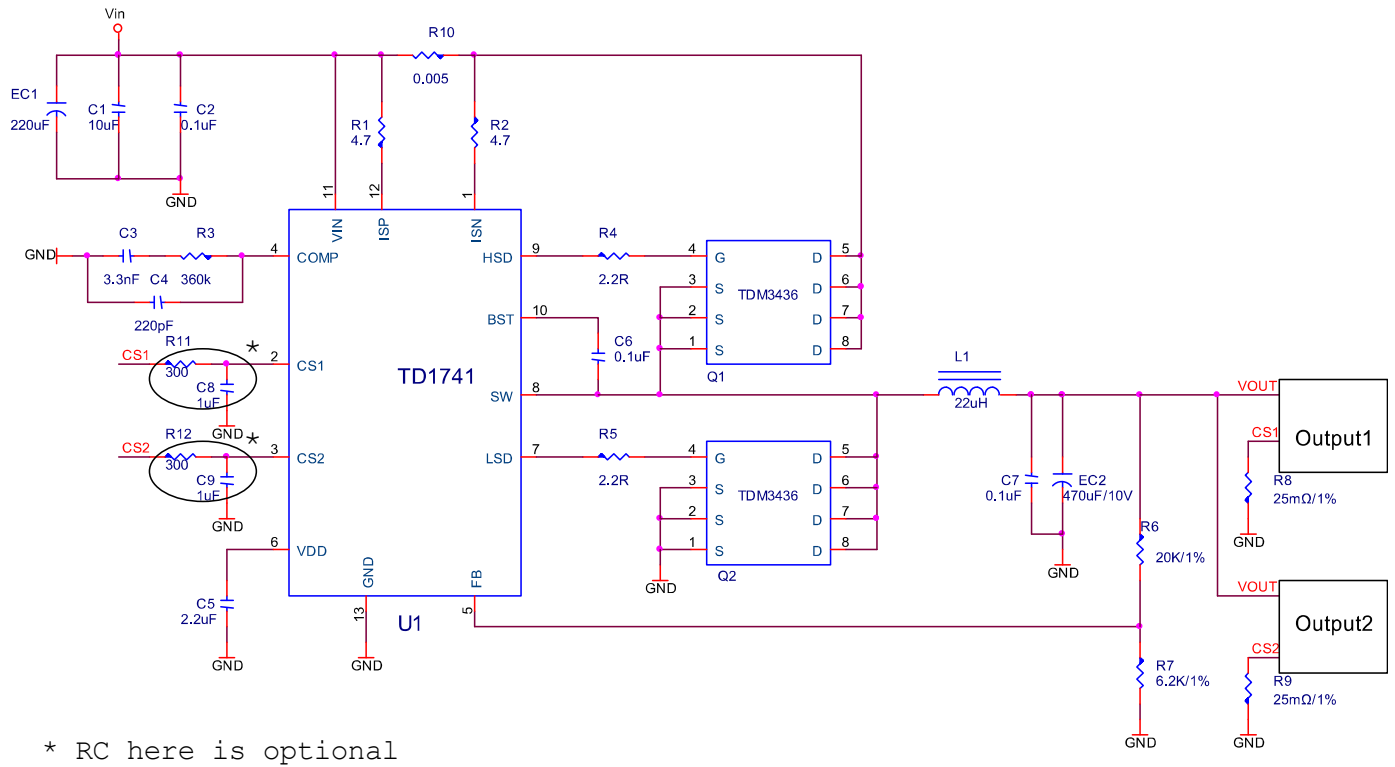 Vin
R10
0.005
EC1
220uF
C1
10uF
C2
0.1uF
R1
4.7
R2
4.7
GND
11
12
1
VIN
ISP
ISN
C3
R3
GND
3.3nF
360k
C4
220pF
4
COMP
HSD
9
R4
2.2R
4
G
D
5
3
S
D
6
TDM3436
2
S
D
7
1
S
D
8
Q1
BST
10
C6
0.1uF
CS1
R11
300
*
2
CS1
C8
1uF
GND
TD1741
SW
8
L1
22uH
CS2
R12
300
*
3
CS2
C9
1uF
GND
LSD
7
R5
2.2R
4
G
D
5
3
S
D
6
TDM3436
2
S
D
7
1
S
D
8
Q2
GND
6
VDD
C5
2.2uF
GND
GND
13
GND
U1
FB
5
C7
0.1uF
EC2
470uF/10V
GND
R6
20K/1%
R7
6.2K/1%
GND
VOUT
CS1
Output1
R8
25mΩ/1%
GND
VOUT
CS2
Output2
R9
25mΩ/1%
GND
* RC here is optional